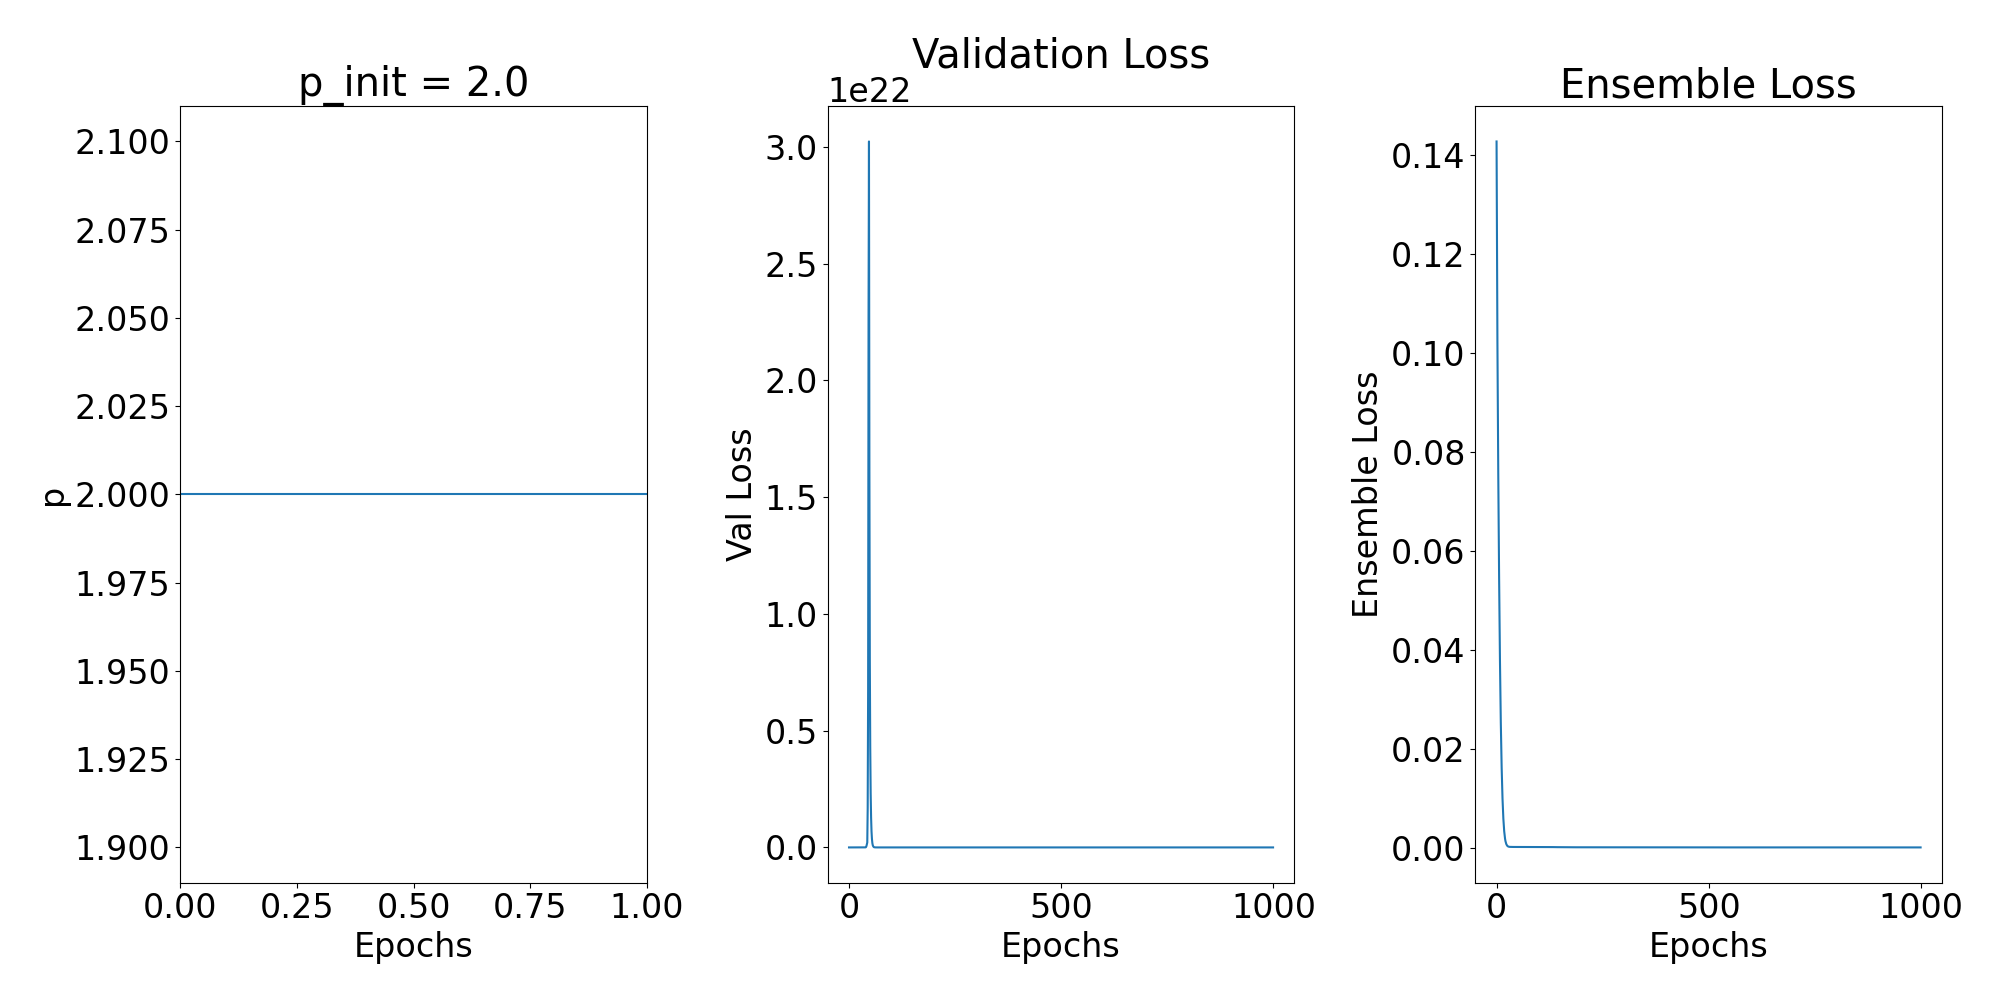 p_init = 2.0
2.100
2.075
2.050
2.025
2.000
1.975
1.950
1.925
1.900
p
0.00 0.25 0.50 0.75 1.00
Epochs
Validation Loss
1e22
3.0
2.5
2.0
1.5
1.0
0.5
0.0
Val Loss
0 500 1000
Epochs
Ensemble Loss
0.14
0.12
0.10
0.08
0.06
0.04
0.02
0.00
Ensemble Loss
0 500 1000
Epochs